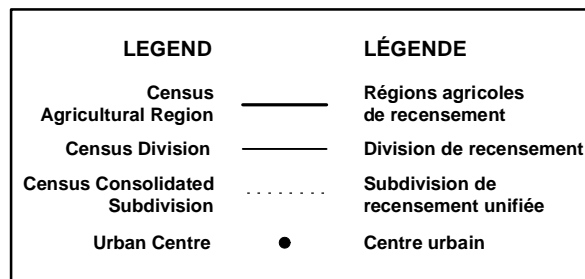 LEGEND LÉGENDE
Census Régions agricoles
Agricultural Region de recensement
Census Division Division de recensement
Census Consolidated Subdivision de
Subdivision recensement unifiée
Urban Centre Centre urbain